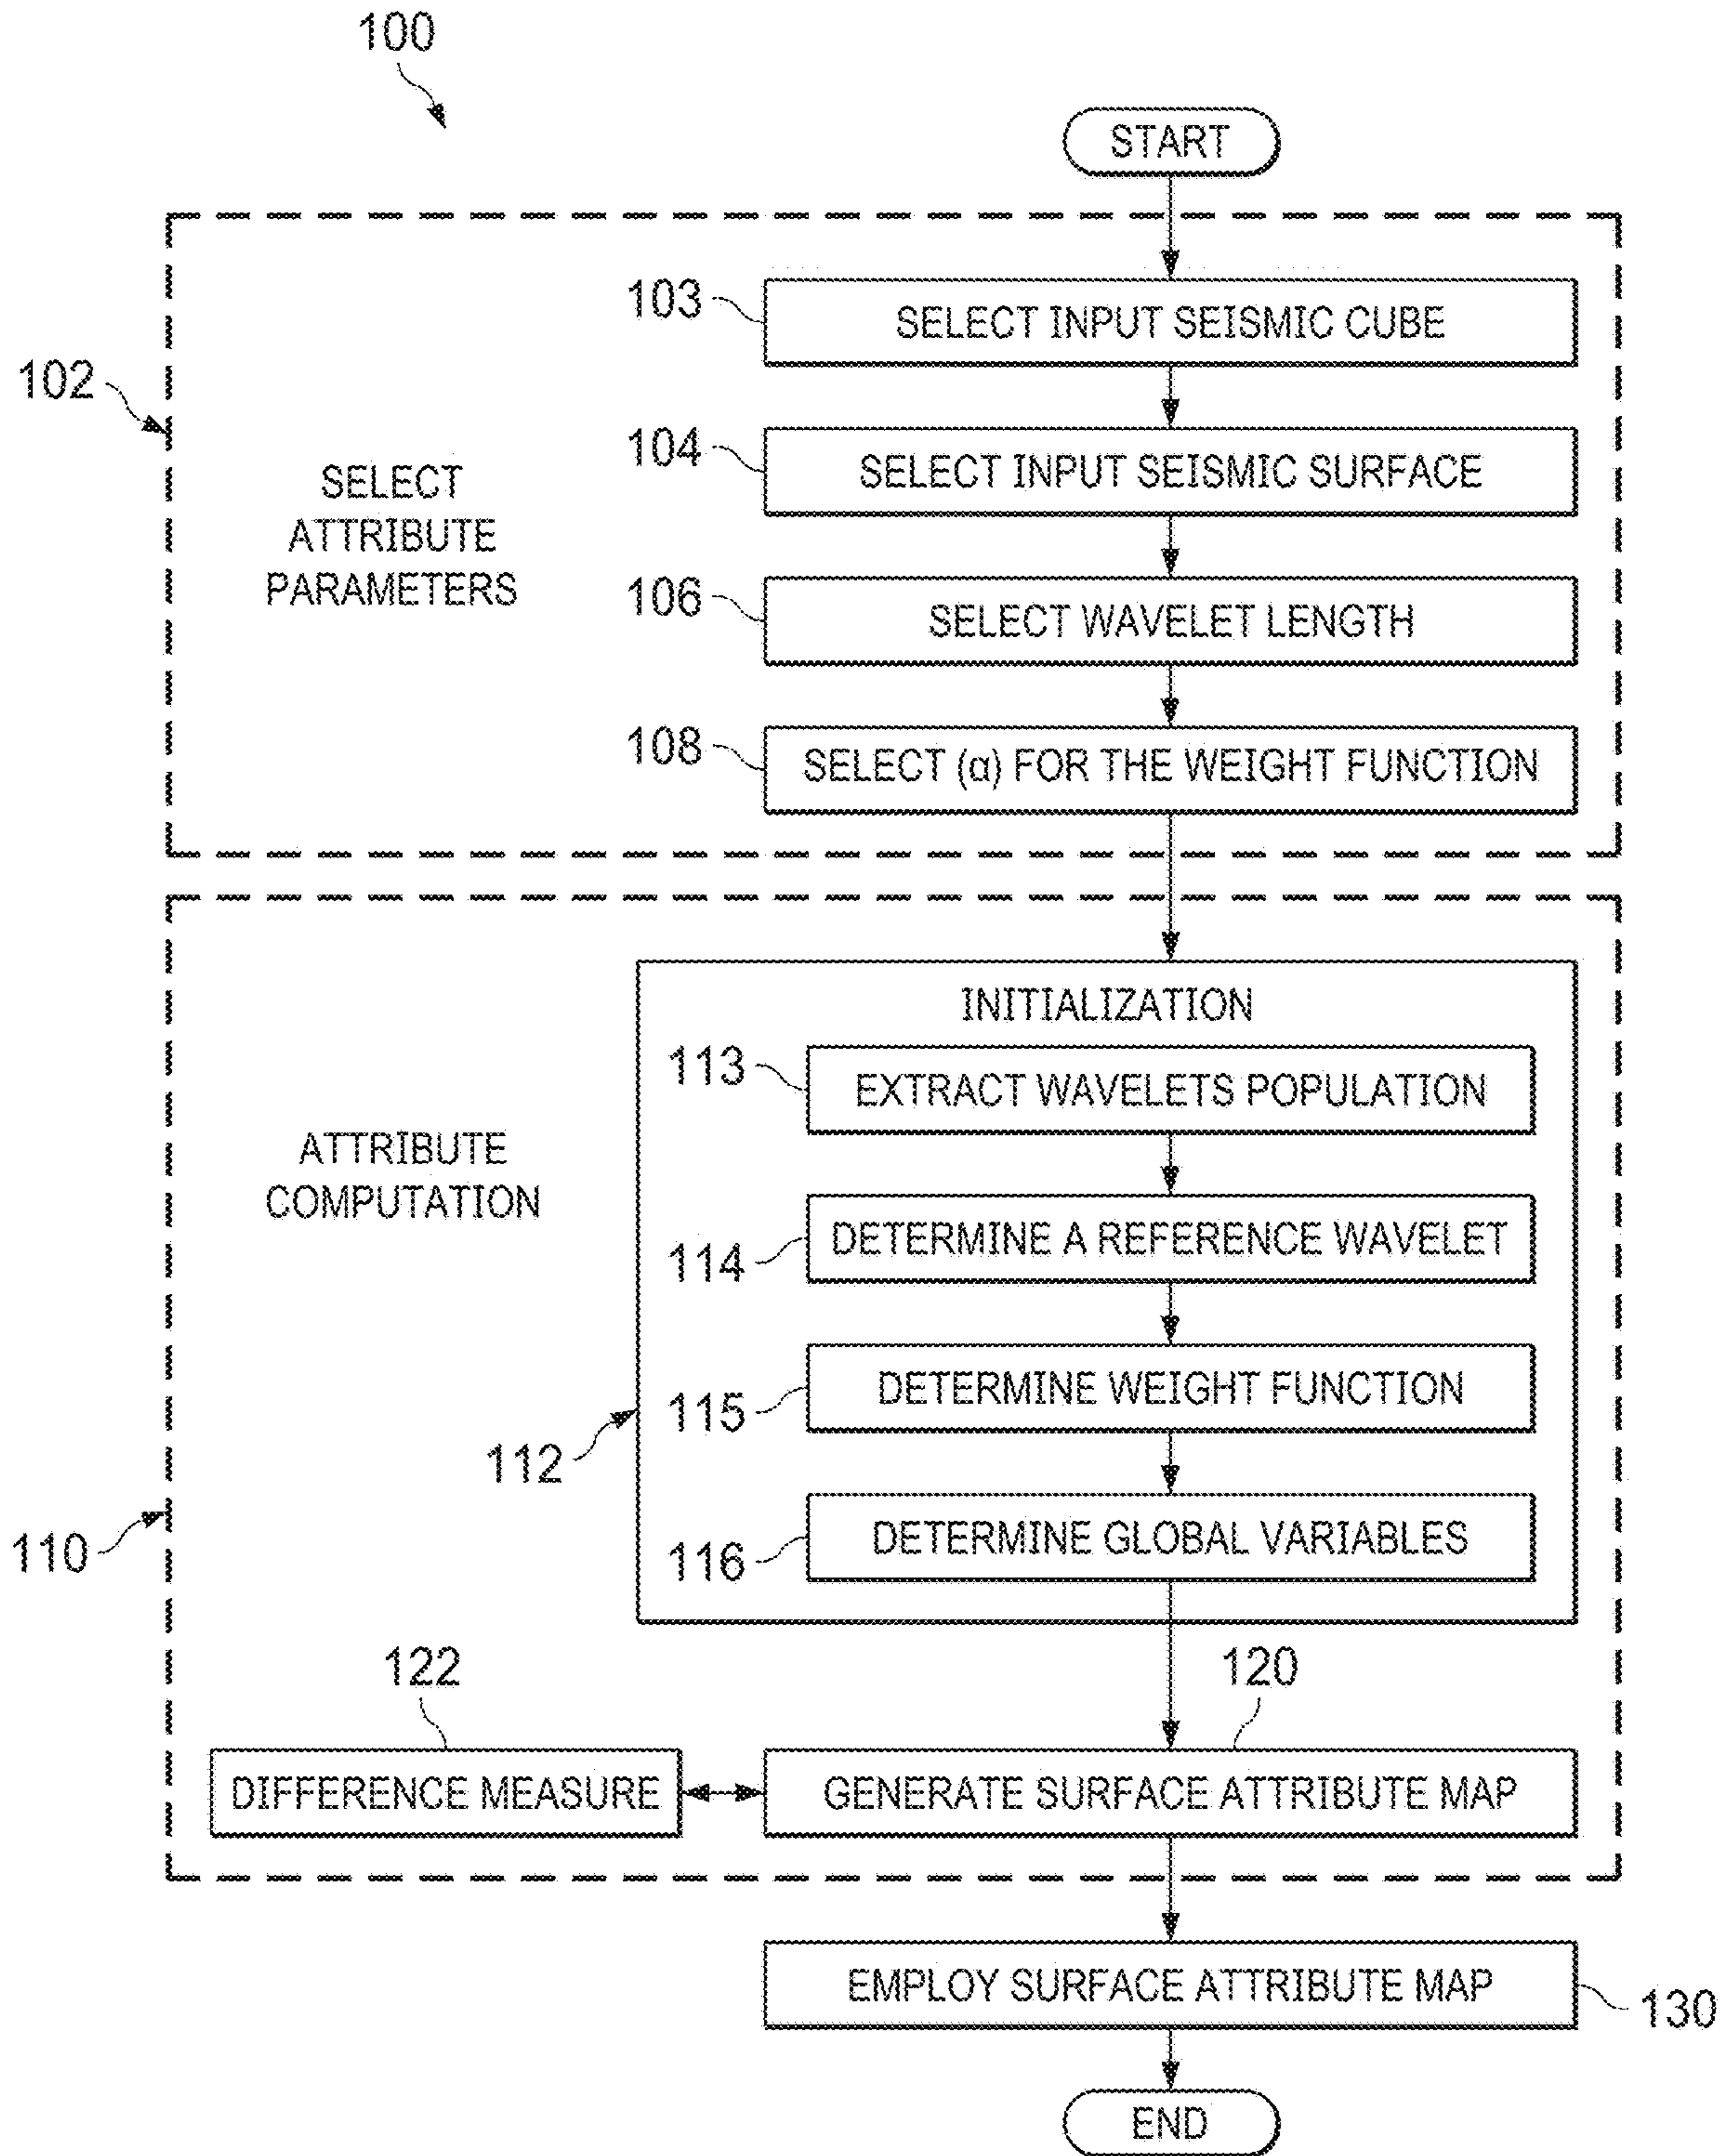 100
START
103
SELECT INPUT SEISMIC CUBE
102
104
SELECT INPUT SEISMIC SURFACE
SELECT
ATTRIBUTE
PARAMETERS
106
SELECT WAVELET LENGTH
108
SELECT (α) FOR THE WEIGHT FUNCTION
INITIALIZATION
113
EXTRACT WAVELETS POPULATION
ATTRIBUTE
COMPUTATION
114
DETERMINE A REFERENCE WAVELET
115
DETERMINE WEIGHT FUNCTION
112
110
116
DETERMINE GLOBAL VARIABLES
122
120
DIFFERENCE MEASURE
GENERATE SURFACE ATTRIBUTE MAP
EMPLOY SURFACE ATTRIBUTE MAP
130
END